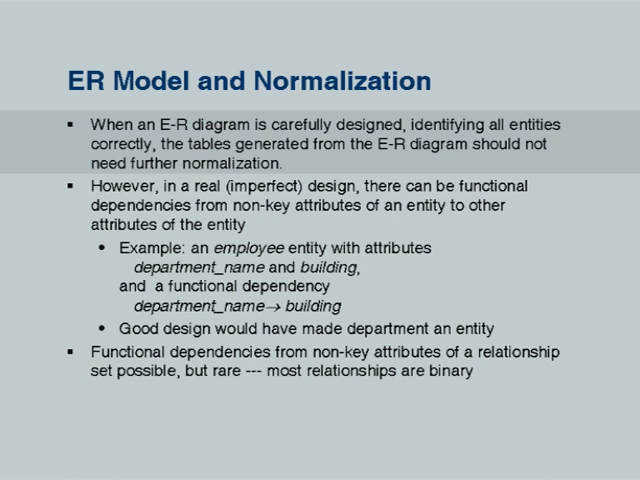 ER Model and Normalization
▪ When an E-R diagram is carefully designed, identifying all entities
correctly, the tables generated from the E-R diagram should not
need further normalization.
▪ However, in a real (imperfect) design, there can be functional
dependencies from non-key attributes of an entity to other
attributes of the entity
• Example: an employee entity with attributes
department_name and building,
and a functional dependency
department_name→ building
• Good design would have made department an entity
▪ Functional dependencies from non-key attributes of a relationship
set possible, but rare --- most relationships are binary